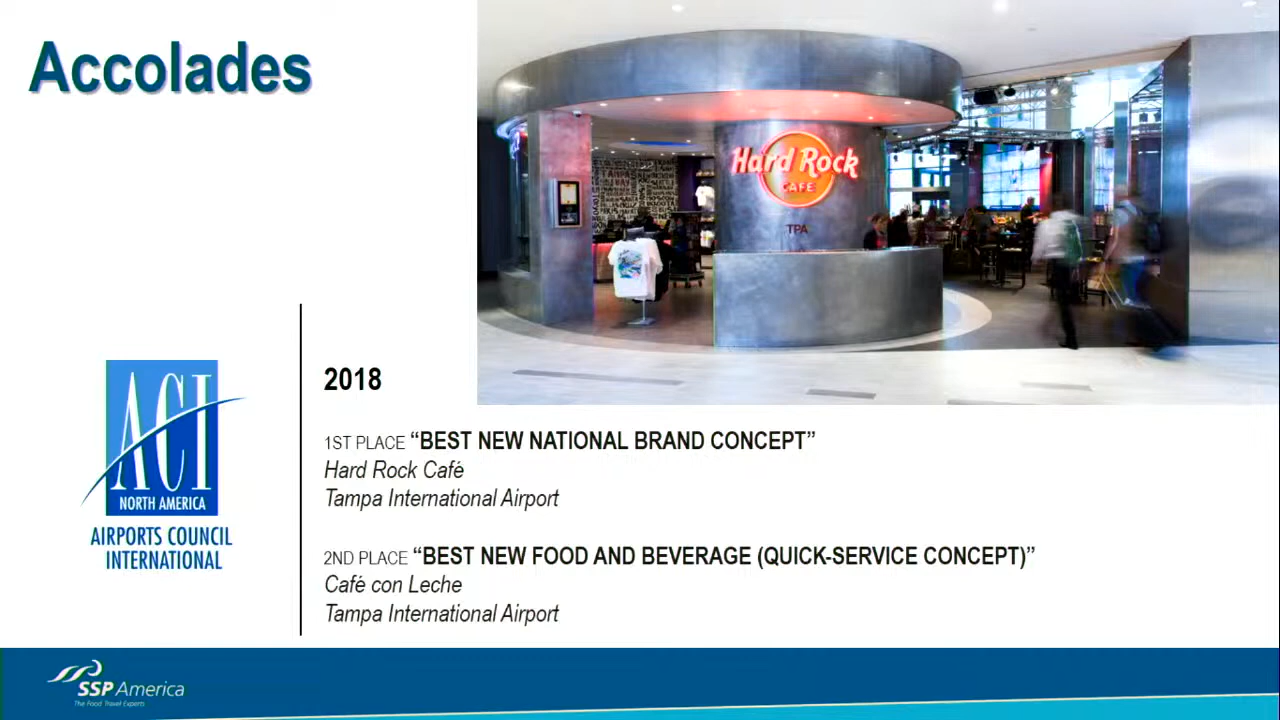 Accolades
Hard Rock
CAFE
TPA
ACI
NORTH AMERICA
AIRPORTS COUNCIL
INTERNATIONAL
2018
1ST PLACE “BEST NEW NATIONAL BRAND CONCEPT”
Hard Rock Café
Tampa International Airport
2ND PLACE “BEST NEW FOOD AND BEVERAGE (QUICK-SERVICE CONCEPT)”
Café con Leche
Tampa International Airport
SSP America
The Food Travel Experts